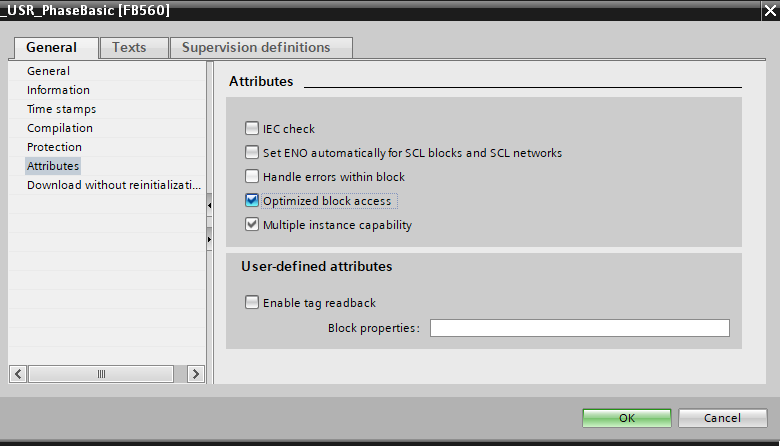 _USR_PhaseBasic [FB560]
General Texts Supervision definitions
General
Information
Time stamps
Compilation
Protection
Attributes
Download without reinitializati...
Attributes
IEC check
Set ENO automatically for SCL blocks and SCL networks
Handle errors within block
Optimized block access
Multiple instance capability
User-defined attributes
Enable tag readback
Block properties:
OK Cancel